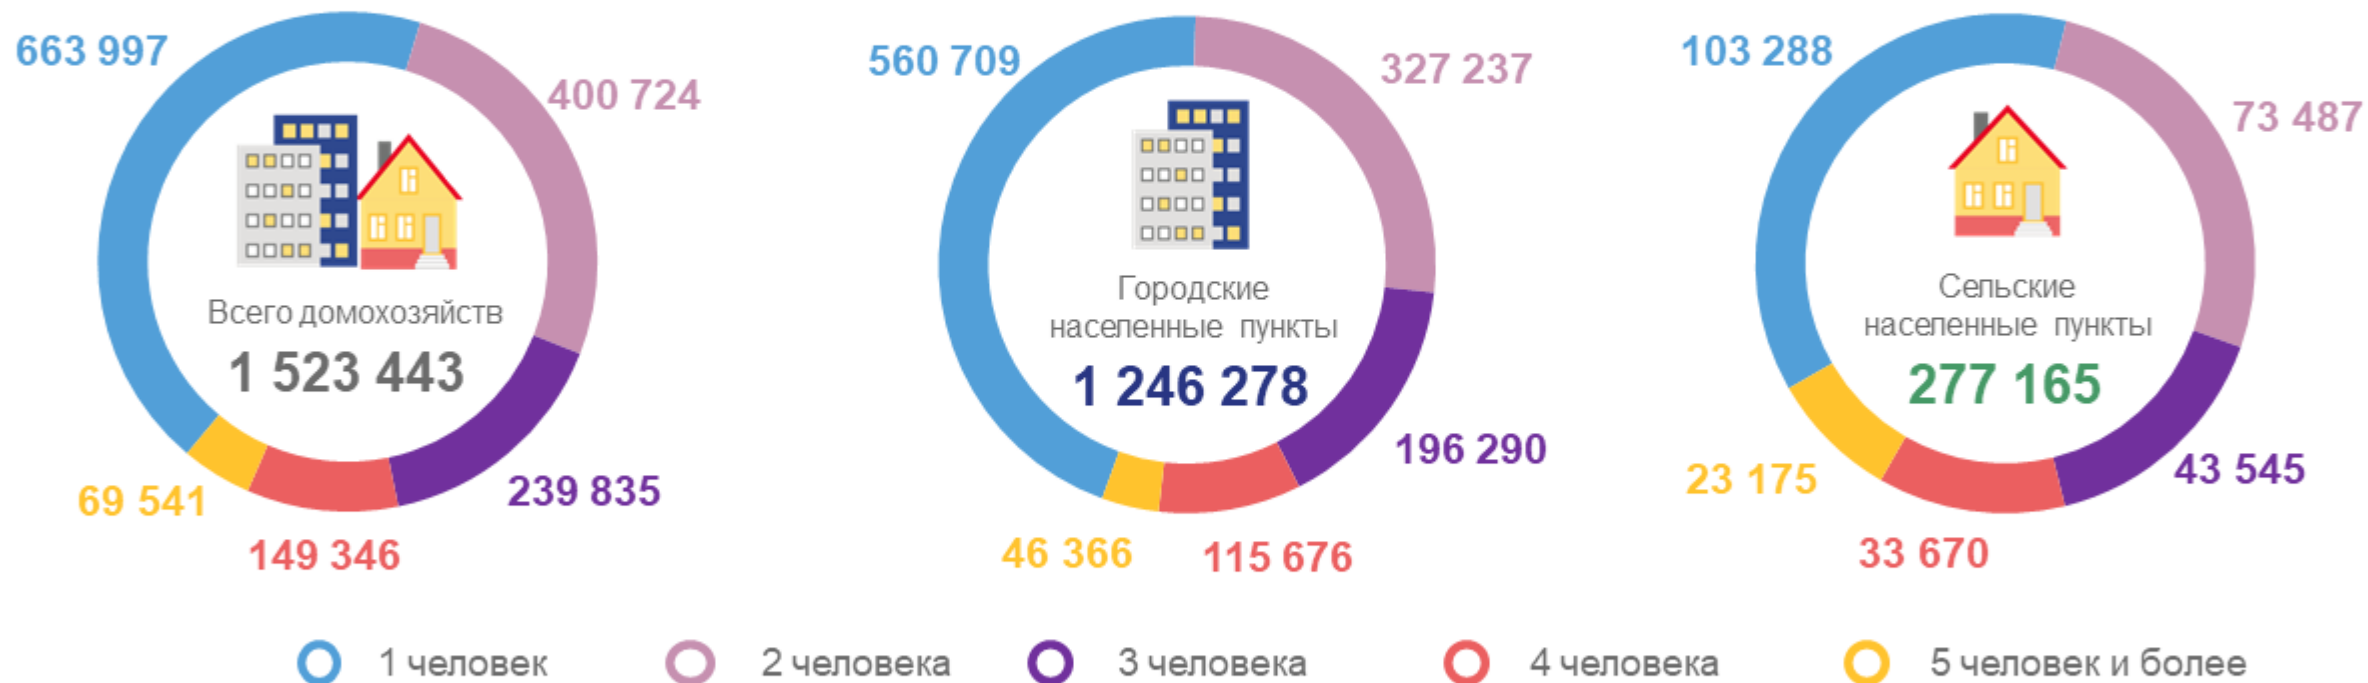 663 997
400 724
Всего домохозяйств
1 523 443
239 835
149 346
69 541
560 709
327 237
Городские
населенные пункты
1 246 278
196 290
115 676
46 366
103 288
73 487
Сельские
населенные пункты
277 165
43 545
33 670
23 175
1 человек
2 человека
3 человека
4 человека
5 человек и более